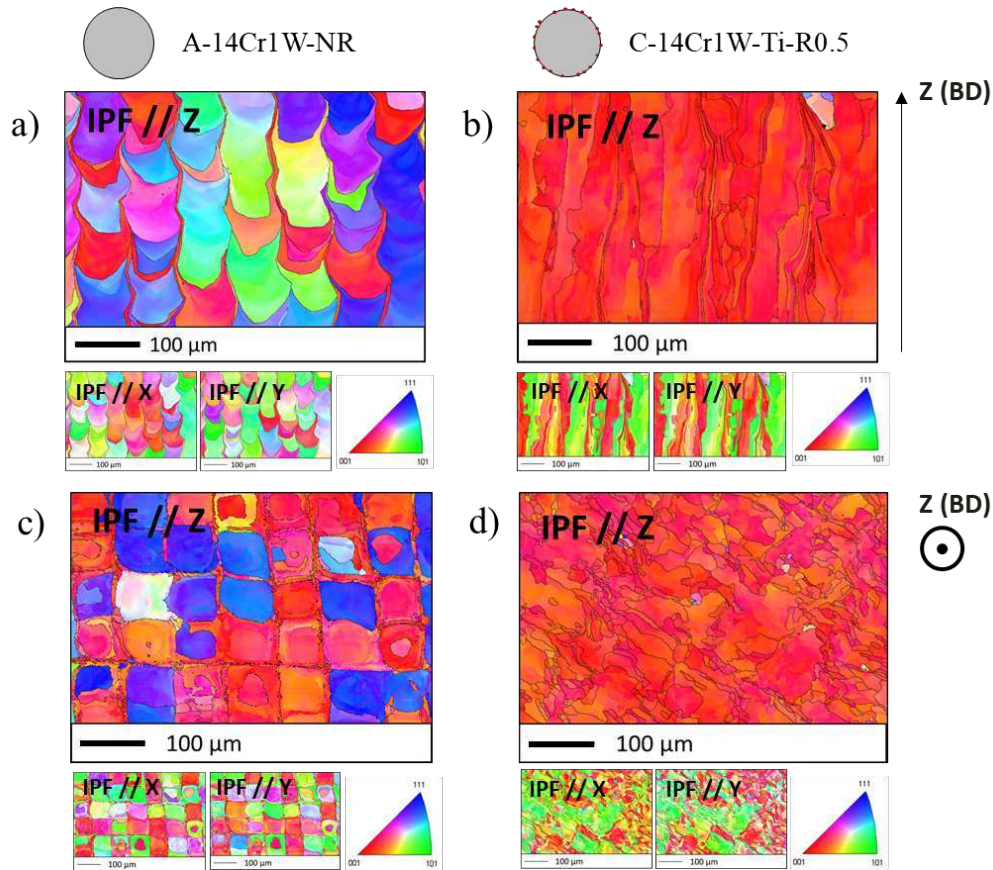 A-14Cr1W-NR
C-14Cr1W-Ti-R0.5
a)
IPF // Z
100 µm
b)
IPF // Z
100 µm
Z (BD)
IPF // X
100 µm
IPF // Y
100 µm
111
001
101
IPF // X
100 µm
IPF // Y
100 µm
111
001
101
c)
IPF // Z
100 µm
d)
IPF // Z
100 µm
Z (BD)
IPF // X
100 µm
IPF // Y
100 µm
111
001
101
IPF // X
100 µm
IPF // Y
100 µm
111
001
101